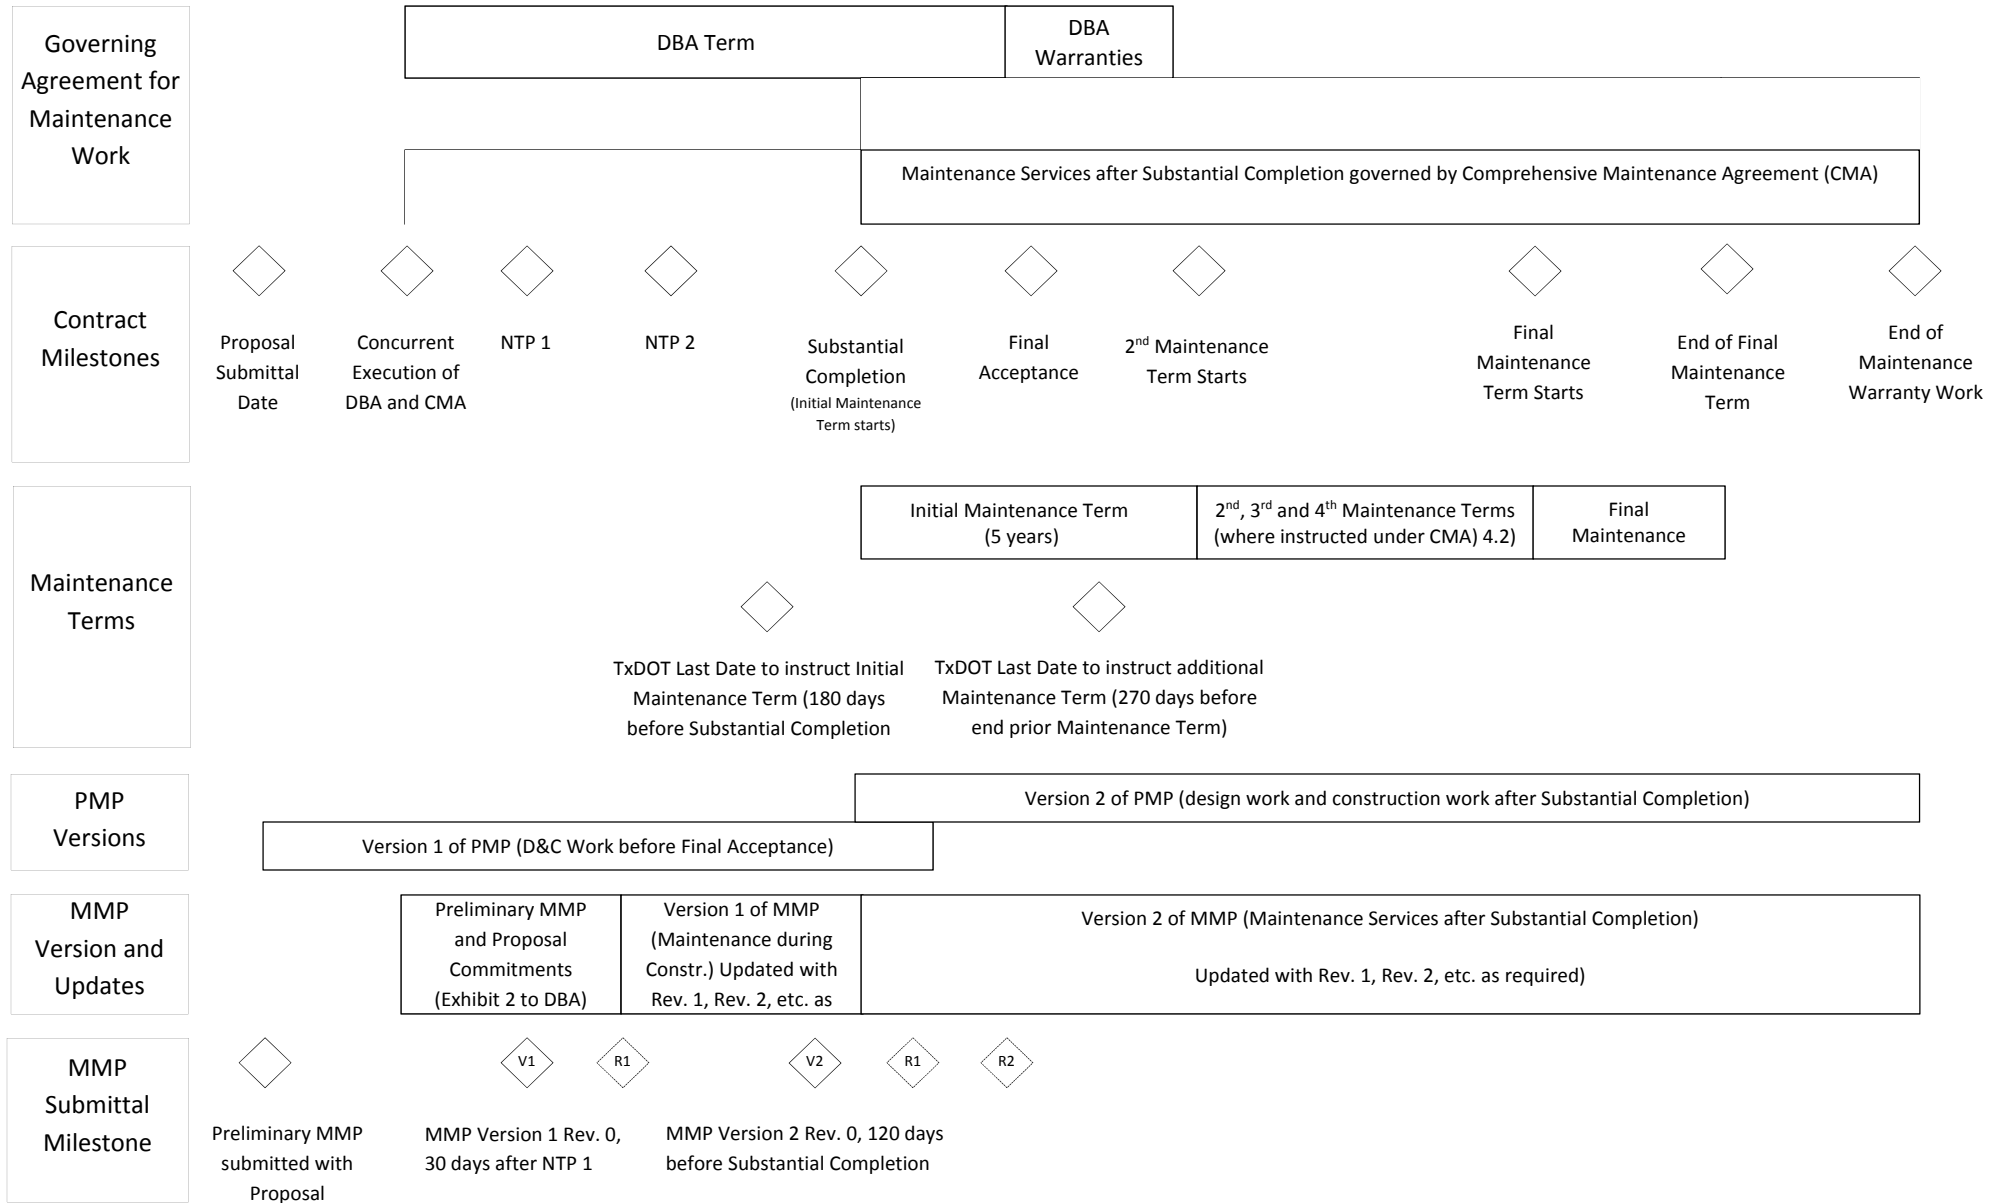 Governing
Agreement for
Maintenance
Work
DBA Term
DBA
Warranties
Maintenance Services after Substantial Completion governed by Comprehensive Maintenance Agreement (CMA)
Contract
Milestones
Proposal
Submittal
Date
Concurrent
Execution of
DBA and CMA
NTP 1
NTP 2
Substantial
Completion
(Initial Maintenance
Term starts)
Final
Acceptance
2nd Maintenance
Term Starts
Final
Maintenance
Term Starts
End of Final
Maintenance
Term
End of
Maintenance
Warranty Work
Maintenance
Terms
Initial Maintenance Term
(5 years)
2nd, 3rd and 4th Maintenance Terms
(where instructed under CMA) 4.2)
Final
Maintenance
TxDOT Last Date to instruct Initial
Maintenance Term (180 days
before Substantial Completion
TxDOT Last Date to instruct additional
Maintenance Term (270 days before
end prior Maintenance Term)
PMP
Versions
Version 2 of PMP (design work and construction work after Substantial Completion)
Version 1 of PMP (D&C Work before Final Acceptance)
MMP
Version and
Updates
Preliminary MMP
and Proposal
Commitments
(Exhibit 2 to DBA)
Version 1 of MMP
(Maintenance during
Constr.) Updated with
Rev. 1, Rev. 2, etc. as
Version 2 of MMP (Maintenance Services after Substantial Completion)
Updated with Rev. 1, Rev. 2, etc. as required)
MMP
Submittal
Milestone
V1
R1
V2
R1
R2
Preliminary MMP
submitted with
Proposal
MMP Version 1 Rev. 0,
30 days after NTP 1
MMP Version 2 Rev. 0, 120 days
before Substantial Completion